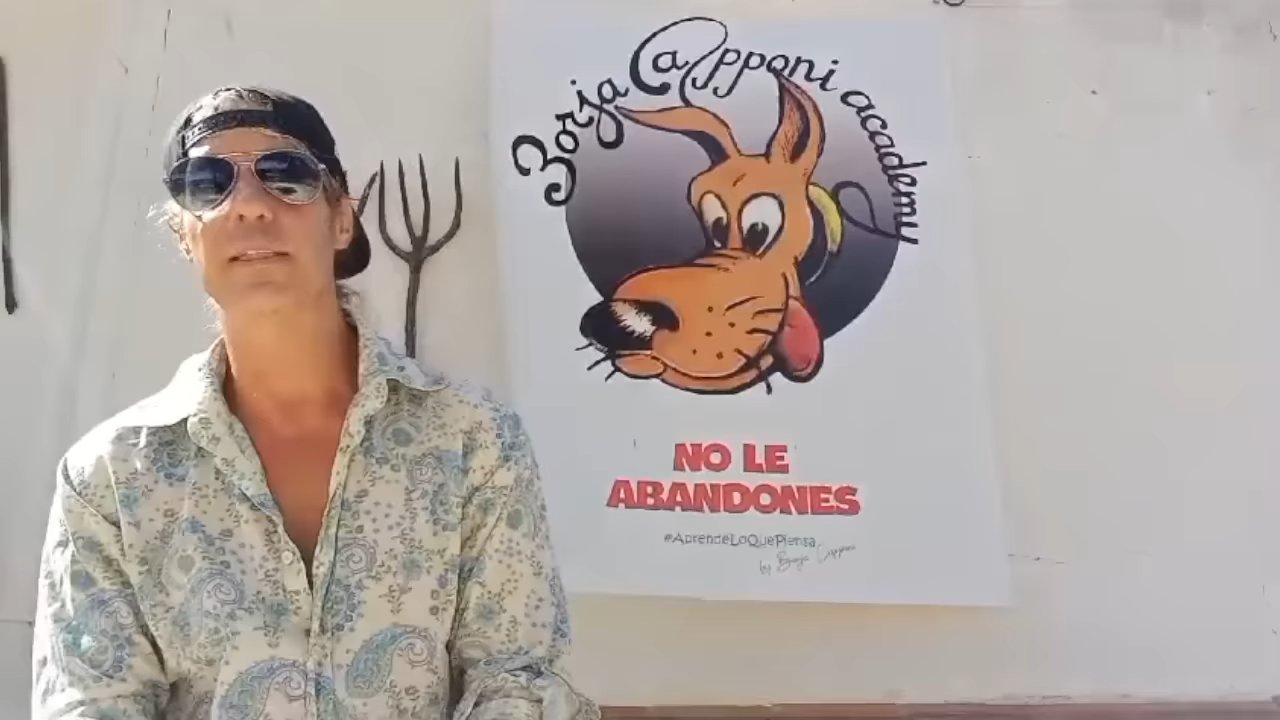 Borja Capponi academy
NO LE
ABANDONES
#AprendeLoQuePiensa
by Borja Capponi